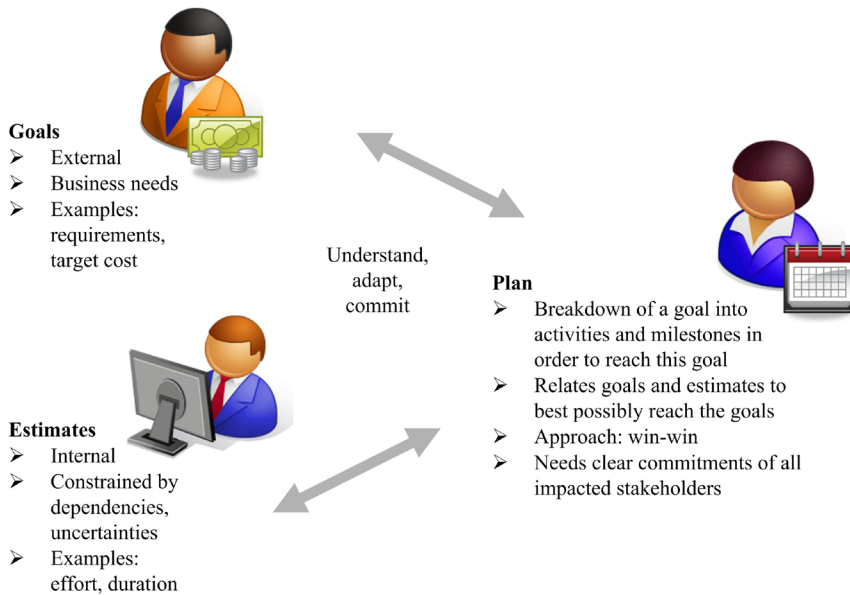 Goals
➢ External
➢ Business needs
➢ Examples:
requirements,
target cost
Understand,
adapt,
commit
Estimates
➢ Internal
➢ Constrained by
dependencies,
uncertainties
➢ Examples:
effort, duration
Plan
➢ Breakdown of a goal into
activities and milestones in
order to reach this goal
➢ Relates goals and estimates to
best possibly reach the goals
➢ Approach: win-win
➢ Needs clear commitments of all
impacted stakeholders